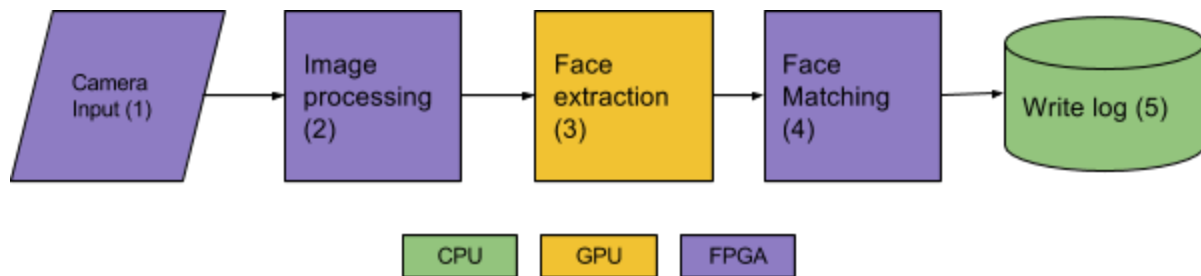 Camera
Input (1)
Image
processing
(2)
Face
extraction
(3)
Face
Matching
(4)
Write log (5)
CPU
GPU
FPGA